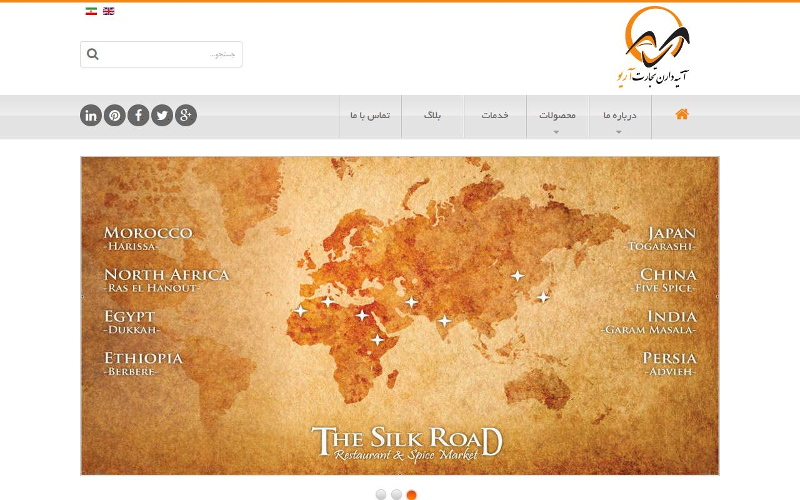 جستجو...
آتیه داران تجارت آریو
درباره ما
محصولات
خدمات
بلاگ
تماس با ما
MOROCCO
-HARISSA-
NORTH AFRICA
-RAS EL HANOUT-
EGYPT
-DUKKAH-
ETHIOPIA
-BERBERE-
JAPAN
-TOGARASHI-
CHINA
-FIVE SPICE-
INDIA
-GARAM MASALA-
PERSIA
-ADVIEH-
THE SILK ROAD
Restaurant & Spice Market